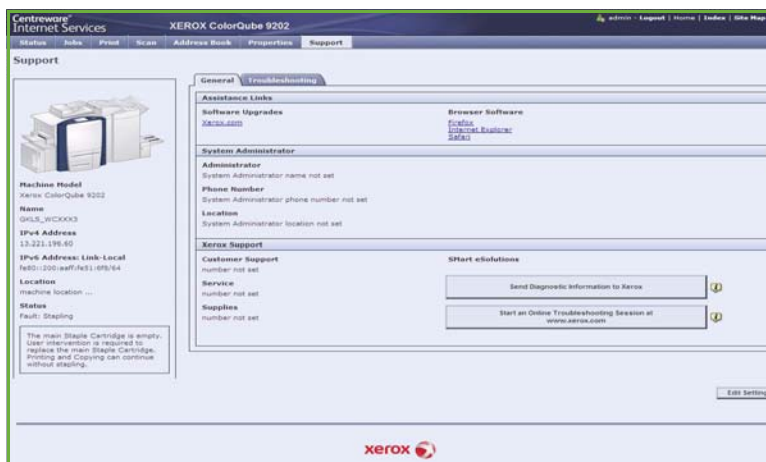 Centreware®
Internet Services
XEROX ColorQube 9202
admin - Logout | Home | Index | Site Map
Status Jobs Print Scan Address Book Properties Support
Support
General Troubleshooting
Assistance Links
Software Upgrades Browser Software
Xerox.com Firefox
Internet Explorer
Safari
System Administrator
Administrator
System Administrator name not set
Phone Number
System Administrator phone number not set
Location
System Administrator location not set
Xerox Support
Customer Support SMart eSolutions
number not set
Service Send Diagnostic Information to Xerox
number not set
Supplies Start an Online Troubleshooting Session at
number not set www.xerox.com
Machine Model
Xerox ColorQube 9202
Name
IPv4 Address
13.221.196.60
IPv6 Address: Link-Local
Location
machine location ...
Status
Fault: Stapling
The main Staple Cartridge is empty.
User intervention is required to
replace the main Staple Cartridge.
Printing and Copying can continue
without stapling.
Edit Setting
xerox